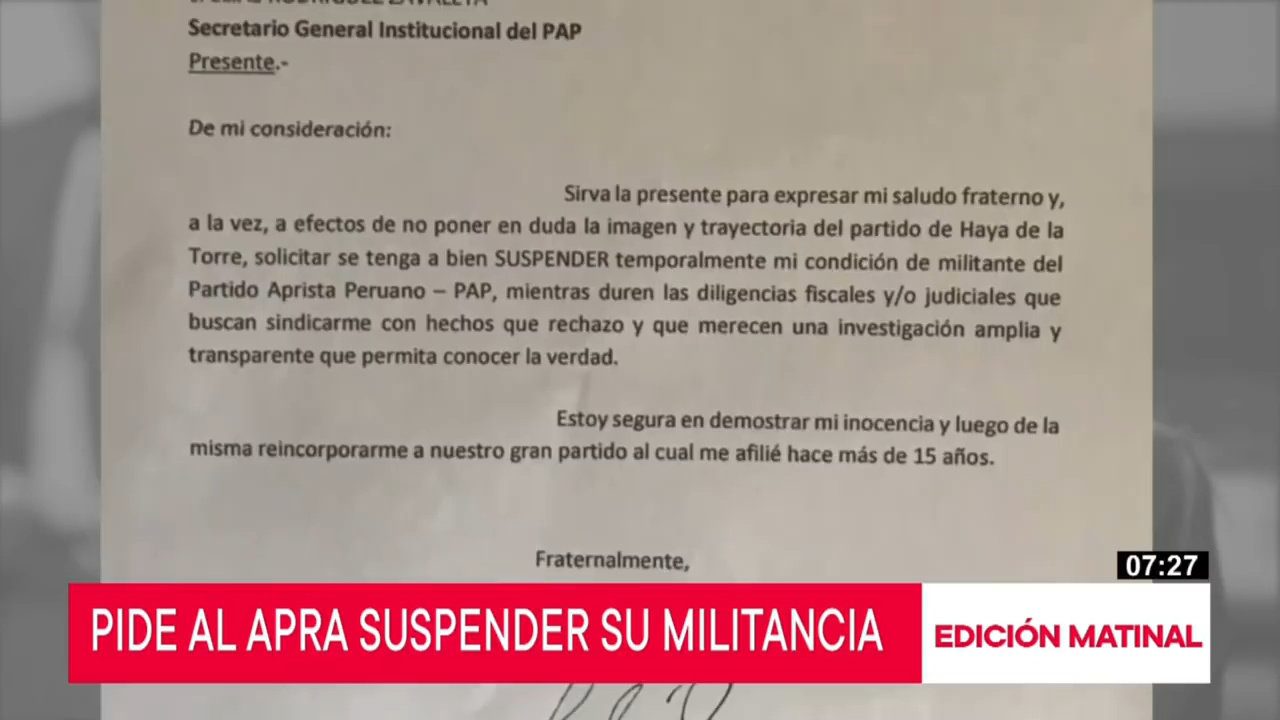 Secretario General Institucional del PAP
Presente.-
De mi consideración:
Sirva la presente para expresar mi saludo fraterno y,
a la vez, a efectos de no poner en duda la imagen y trayectoria del partido de Haya de la
Torre, solicitar se tenga a bien SUSPENDER temporalmente mi condición de militante del
Partido Aprista Peruano – PAP, mientras duren las diligencias fiscales y/o judiciales que
buscan sindicarme con hechos que rechazo y que merecen una investigación amplia y
transparente que permita conocer la verdad.
Estoy segura en demostrar mi inocencia y luego de la
misma reincorporarme a nuestro gran partido al cual me afilié hace más de 15 años.
Fraternalmente,
07:27
PIDE AL APRA SUSPENDER SU MILITANCIA
EDICIÓN MATINAL